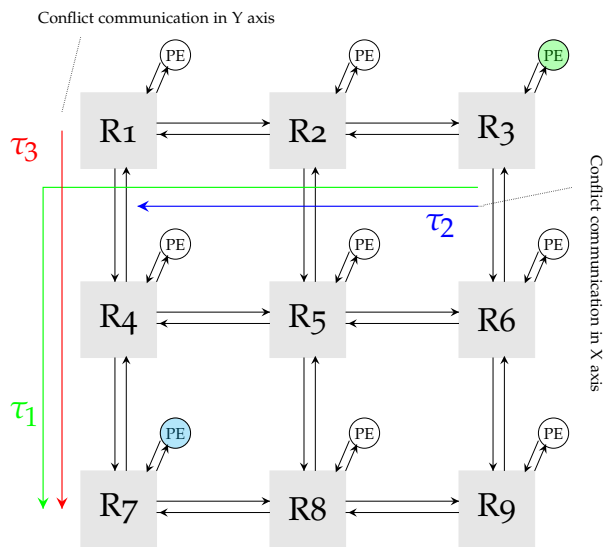 Conflict communication in Y axis
PE
PE
PE
R1
R2
R3
τ3
τ2
Conflict communication in X axis
PE
PE
PE
R4
R5
R6
τ1
PE
PE
PE
R7
R8
R9